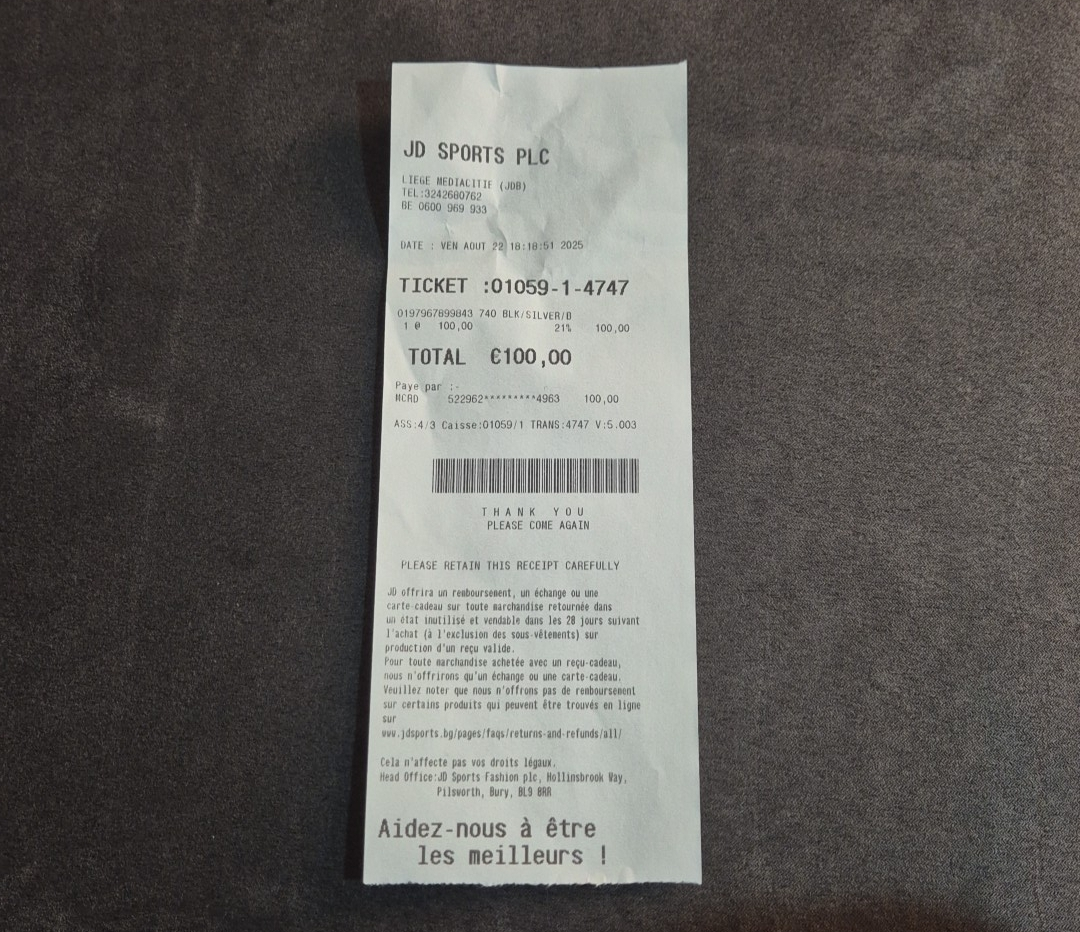 JD SPORTS PLC
LIEGE MEDIACITIE (JDB)
TEL:3242680762
BE 0600 969 933
DATE : VEN AOUT 22 18:18:51 2025
TICKET :01059-1-4747
0197967899843 740 BLK/SILVER/B
1 @ 100,00 21% 100,00
TOTAL €100,00
Paye par :-
MCRD 522962*********4963 100,00
ASS:4/3 Caisse:01059/1 TRANS:4747 V:5.003
THANK YOU
PLEASE COME AGAIN
PLEASE RETAIN THIS RECEIPT CAREFULLY
JD offrira un remboursement, un échange ou une
carte-cadeau sur toute marchandise retournée dans
un état inutilisé et vendable dans les 28 jours suivant
l'achat (à l'exclusion des sous-vêtements) sur
production d'un reçu valide.
Pour toute marchandise achetée avec un reçu-cadeau,
nous n'offrirons qu'un échange ou une carte-cadeau.
Veuillez noter que nous n'offrons pas de remboursement
sur certains produits qui peuvent être trouvés en ligne
sur
www.jdsports.bg/pages/faqs/returns-and-refunds/all/
Cela n'affecte pas vos droits légaux.
Head Office:JD Sports Fashion plc, Hollinsbrook Way,
Pilsworth, Bury, BL9 8RR
Aidez-nous à être
les meilleurs !